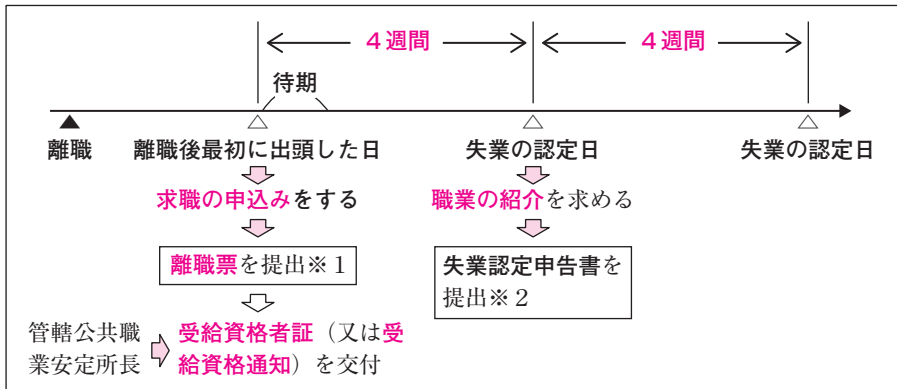 4週間
4週間
待期
離職
離職後最初に出頭した日
失業の認定日
失業の認定日
求職の申込みをする
職業の紹介を求める
離職票を提出※1
失業認定申告書を
提出※2
管轄公共職
業安定所長
受給資格者証（又は受
給資格通知）を交付